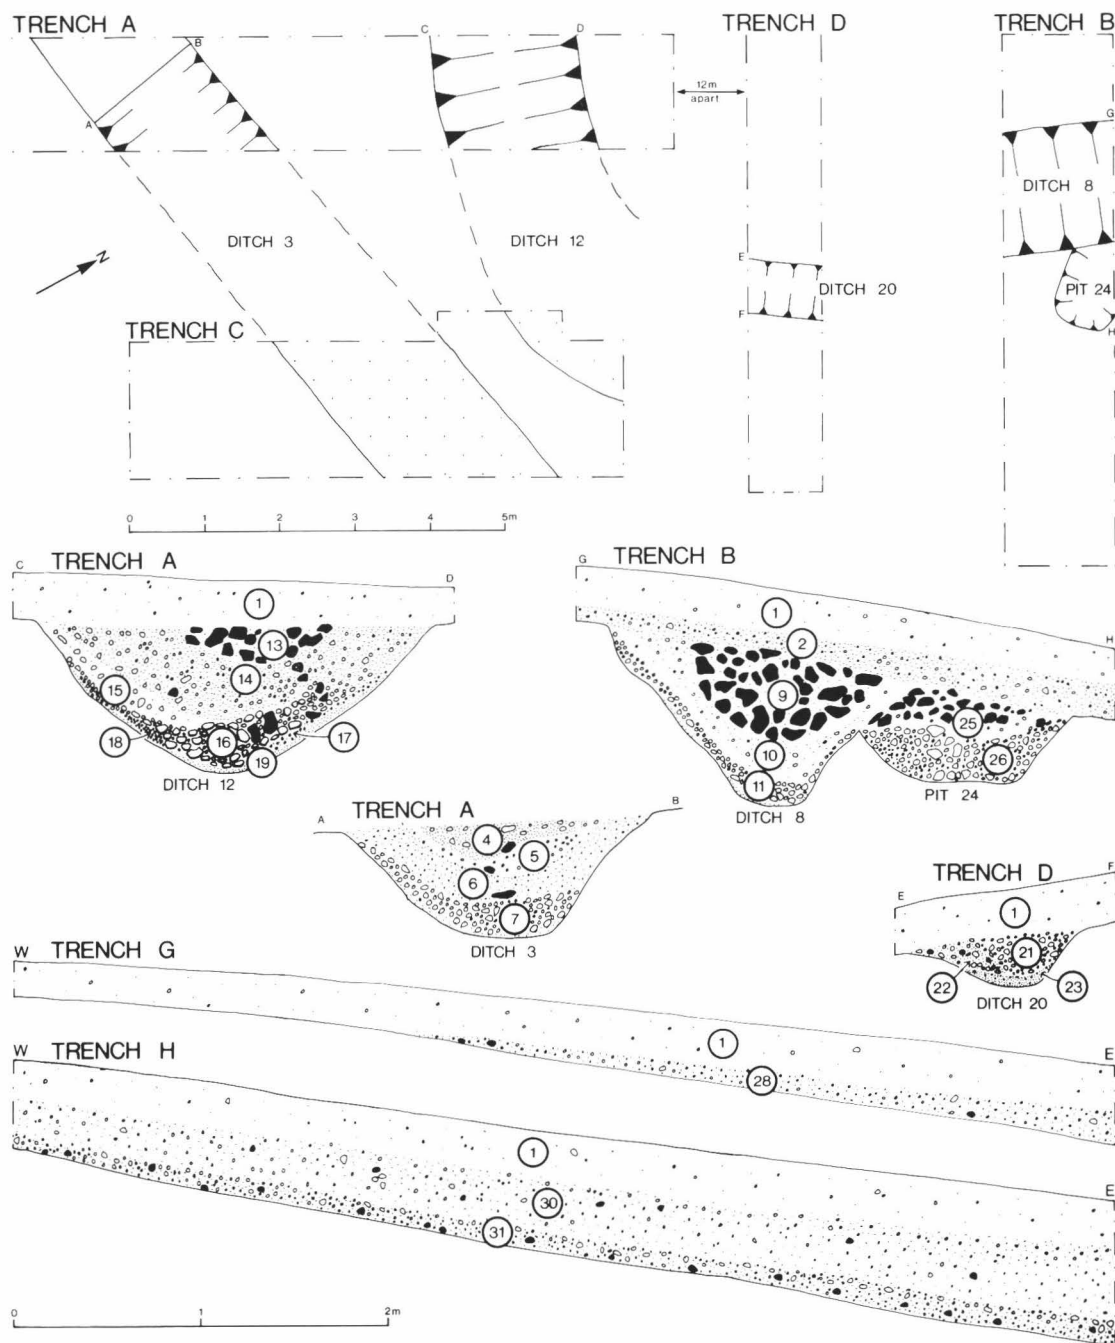 TRENCH A
TRENCH D
TRENCH B
B
C
D
12m
apart
A
G
DITCH 8
DITCH 3
DITCH 12
E
DITCH 20
PIT 24
N
F
H
TRENCH C
0 1 2 3 4 5m
C TRENCH A D
G TRENCH B H
1
13
14
15
16
17
18
19
DITCH 12
1
2
9
10
11
25
26
DITCH 8
PIT 24
TRENCH A
A B
4
5
6
7
DITCH 3
TRENCH D
E F
1
21
22
23
DITCH 20
W TRENCH G E
1
28
W TRENCH H E
1
30
31
0 1 2m